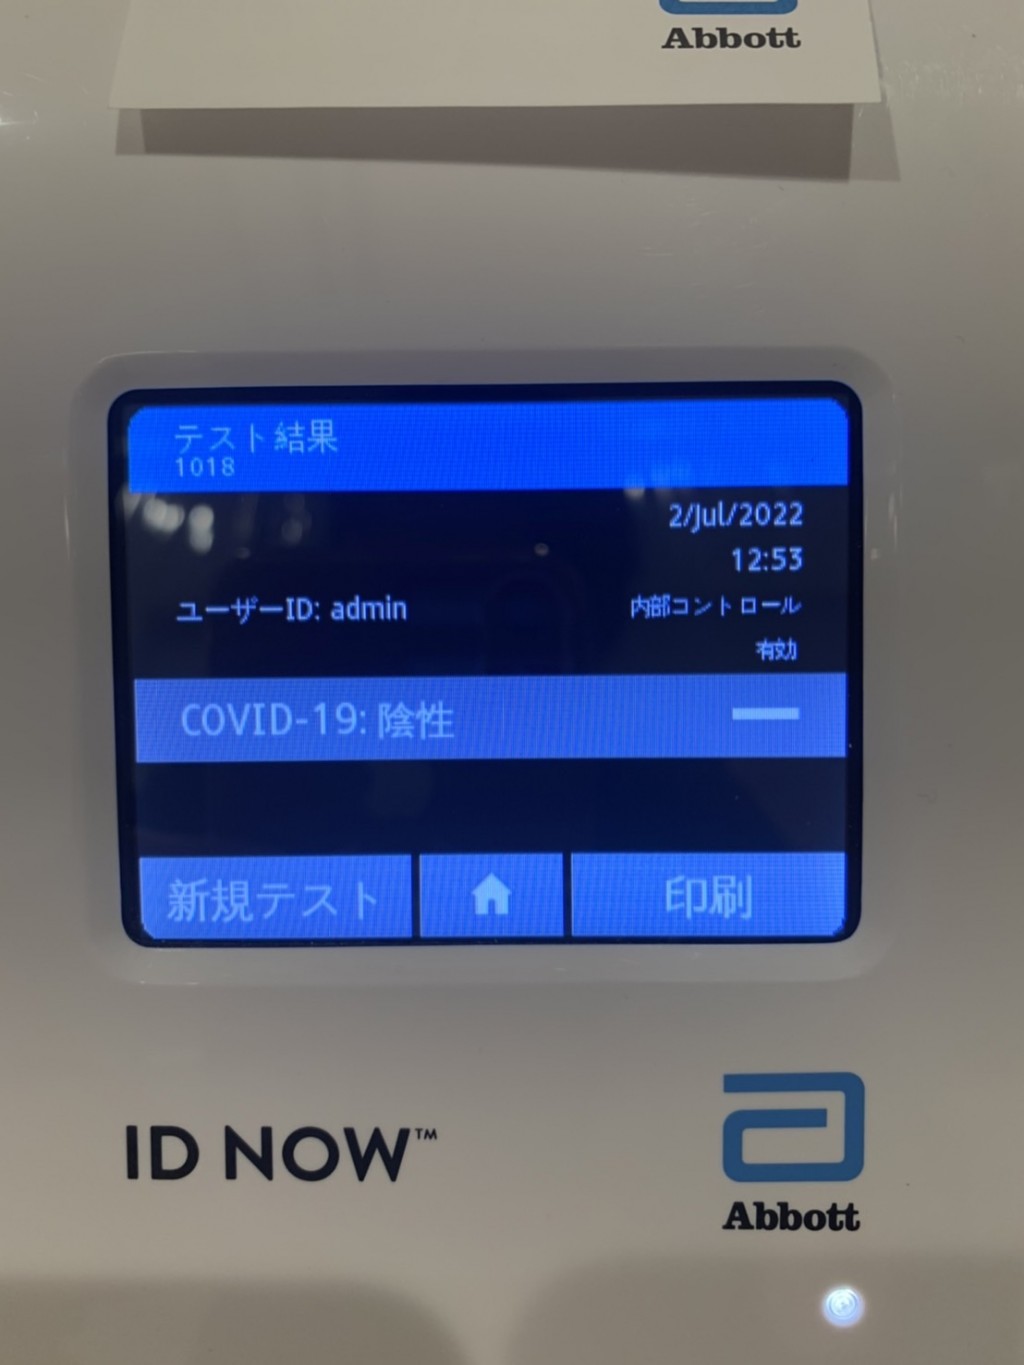 Abbott
テスト結果
1018
2/Jul/2022
12:53
ユーザーID: admin
内部コントロール
有効
COVID-19: 陰性
新規テスト
印刷
ID NOW™
Abbott